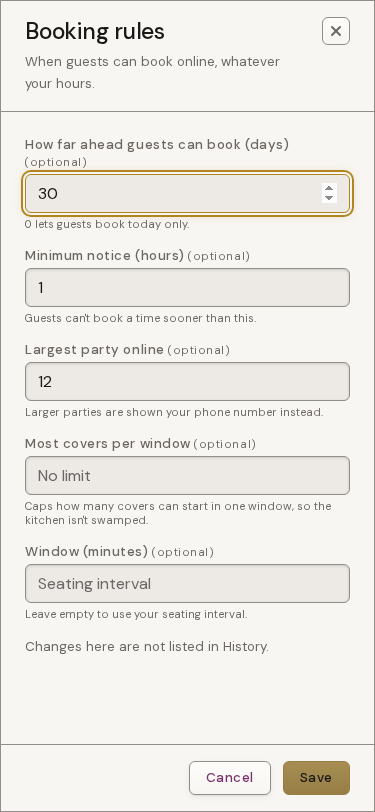 Booking rules
When guests can book online, whatever
your hours.
How far ahead guests can book (days)
(optional)
30
0 lets guests book today only.
Minimum notice (hours) (optional)
1
Guests can't book a time sooner than this.
Largest party online (optional)
12
Larger parties are shown your phone number instead.
Most covers per window (optional)
No limit
Caps how many covers can start in one window, so the
kitchen isn't swamped.
Window (minutes) (optional)
Seating interval
Leave empty to use your seating interval.
Changes here are not listed in History.
Cancel Save